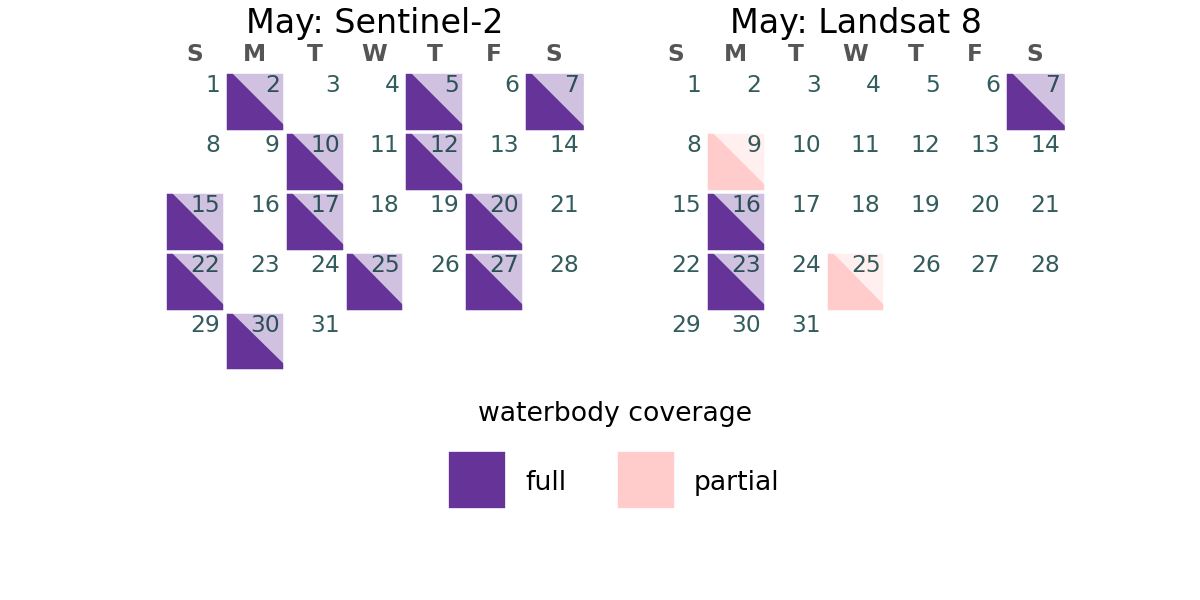 May: Sentinel-2
S M T W T F S
1 2 3 4 5 6 7
8 9 10 11 12 13 14
15 16 17 18 19 20 21
22 23 24 25 26 27 28
29 30 31
May: Landsat 8
S M T W T F S
1 2 3 4 5 6 7
8 9 10 11 12 13 14
15 16 17 18 19 20 21
22 23 24 25 26 27 28
29 30 31
waterbody coverage
full
partial